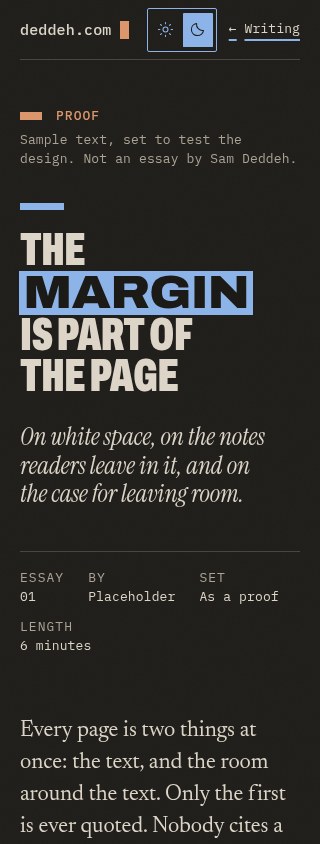 deddeh.com ← Writing
PROOF
Sample text, set to test the
design. Not an essay by Sam Deddeh.
THE
MARGIN
IS PART OF
THE PAGE
On white space, on the notes
readers leave in it, and on
the case for leaving room.
ESSAY BY SET
01 Placeholder As a proof
LENGTH
6 minutes
Every page is two things at
once: the text, and the room
around the text. Only the first
is ever quoted. Nobody cites a